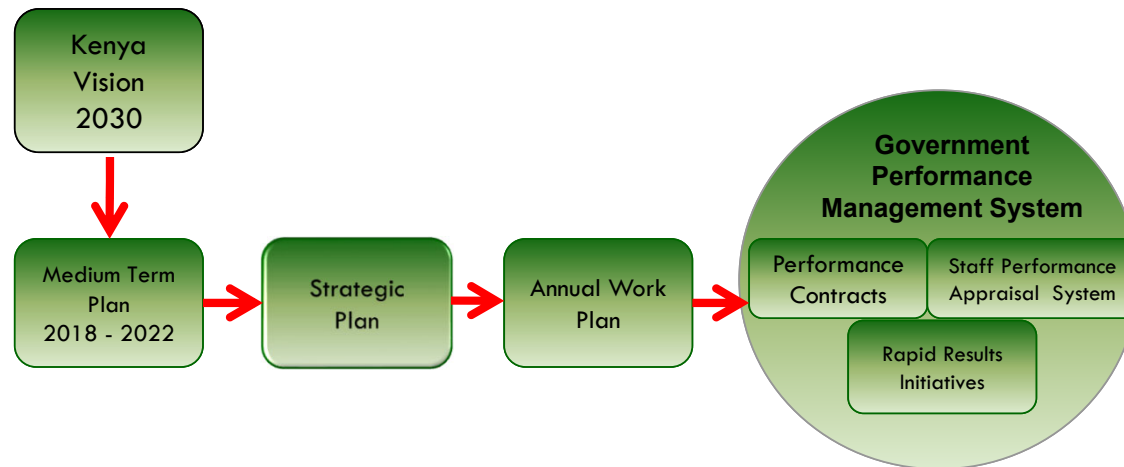 Kenya
Vision
2030
Medium Term
Plan
2018 - 2022
Strategic
Plan
Annual Work
Plan
Government
Performance
Management System
Performance
Contracts
Staff Performance
Appraisal System
Rapid Results
Initiatives